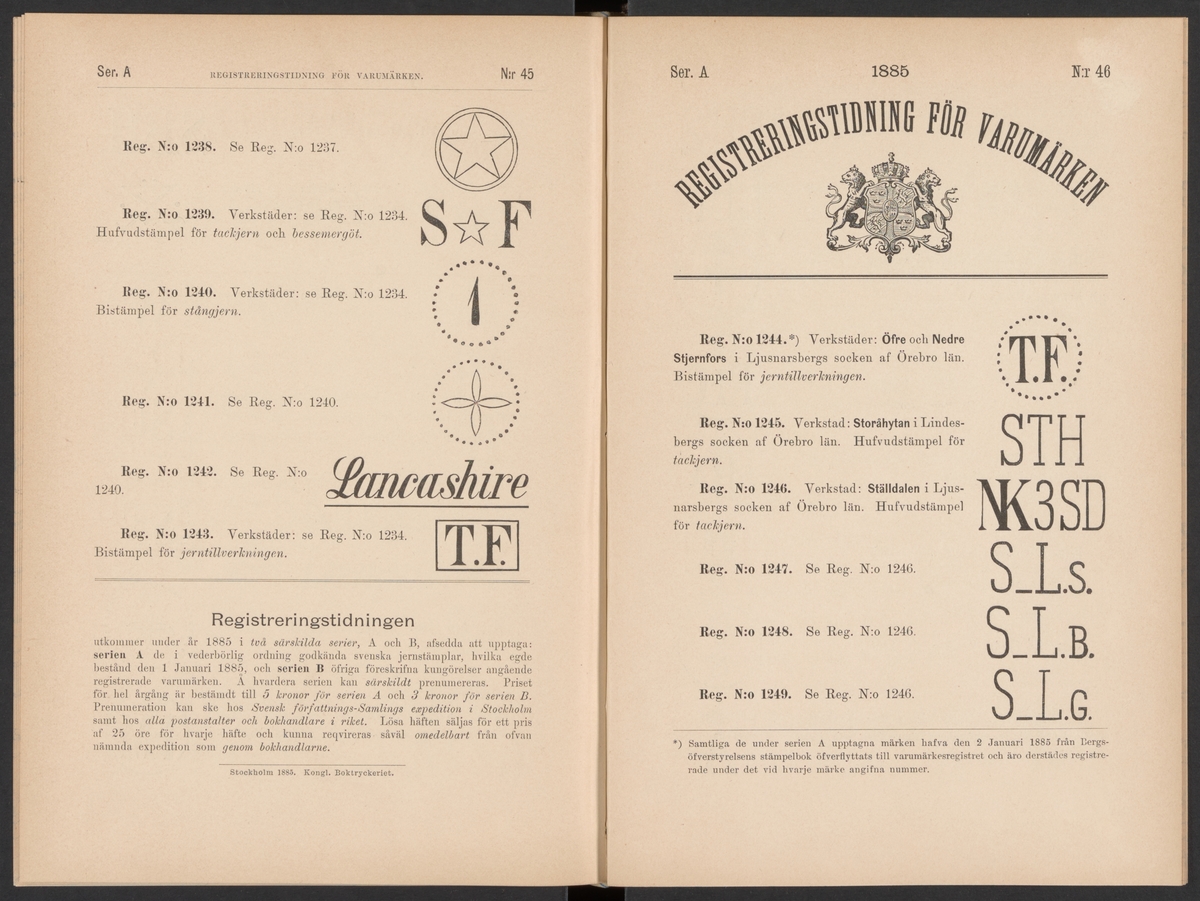 Ser. A REGISTRERINGSTIDNING FÖR VARUMÄRKEN. N:r 45
Reg. N:o 1238. Se Reg. N:o 1237.
Reg. N:o 1239. Verkstäder: se Reg. N:o 1234.
Hufvudstämpel för tackjern och bessemergöt.
S F
Reg. N:o 1240. Verkstäder: se Reg. N:o 1234.
Bistämpel för stångjern.
1
Reg. N:o 1241. Se Reg. N:o 1240.
Reg. N:o 1242. Se Reg. N:o
1240.
Lancashire
Reg. N:o 1243. Verkstäder: se Reg. N:o 1234.
Bistämpel för jerntillverkningen.
T.F.
Registreringstidningen
utkommer under år 1885 i två särskilda serier, A och B, afsedda att upptaga:
serien A de i vederbörlig ordning godkända svenska jernstämplar, hvilka egde
bestånd den 1 Januari 1885, och serien B öfriga föreskrifna kungörelser angående
registrerade varumärken. Å hvardera serien kan särskildt prenumereras. Priset
för hel årgång är bestämdt till 5 kronor för serien A och 3 kronor för serien B.
Prenumeration kan ske hos Svensk författnings-Samlings expedition i Stockholm
samt hos alla postanstalter och bokhandlare i riket. Lösa häften säljas för ett pris
af 25 öre för hvarje häfte och kunna reqvireras såväl omedelbart från ofvan
nämnda expedition som genom bokhandlarne.
Stockholm 1885. Kongl. Boktryckeriet.
Ser. A 1885 N:r 46
REGISTRERINGSTIDNING FÖR VARUMÄRKEN
Reg. N:o 1244.*) Verkstäder: Öfre och Nedre
Stjernfors i Ljusnarsbergs socken af Örebro län.
Bistämpel för jerntillverkningen.
T.F.
Reg. N:o 1245. Verkstad: Storåhytan i Lindes-
bergs socken af Örebro län. Hufvudstämpel för
tackjern.
STH
Reg. N:o 1246. Verkstad: Ställdalen i Ljus-
narsbergs socken af Örebro län. Hufvudstämpel
för tackjern.
NK3SD
Reg. N:o 1247. Se Reg. N:o 1246.
S_L.S.
Reg. N:o 1248. Se Reg. N:o 1246.
S_L.B.
Reg. N:o 1249. Se Reg. N:o 1246.
S_L.G.
*) Samtliga de under serien A upptagna märken hafva den 2 Januari 1885 från Bergs-
öfverstyrelsens stämpelbok öfverflyttats till varumärkesregistret och äro derstädes registre-
rade under det vid hvarje märke angifna nummer.